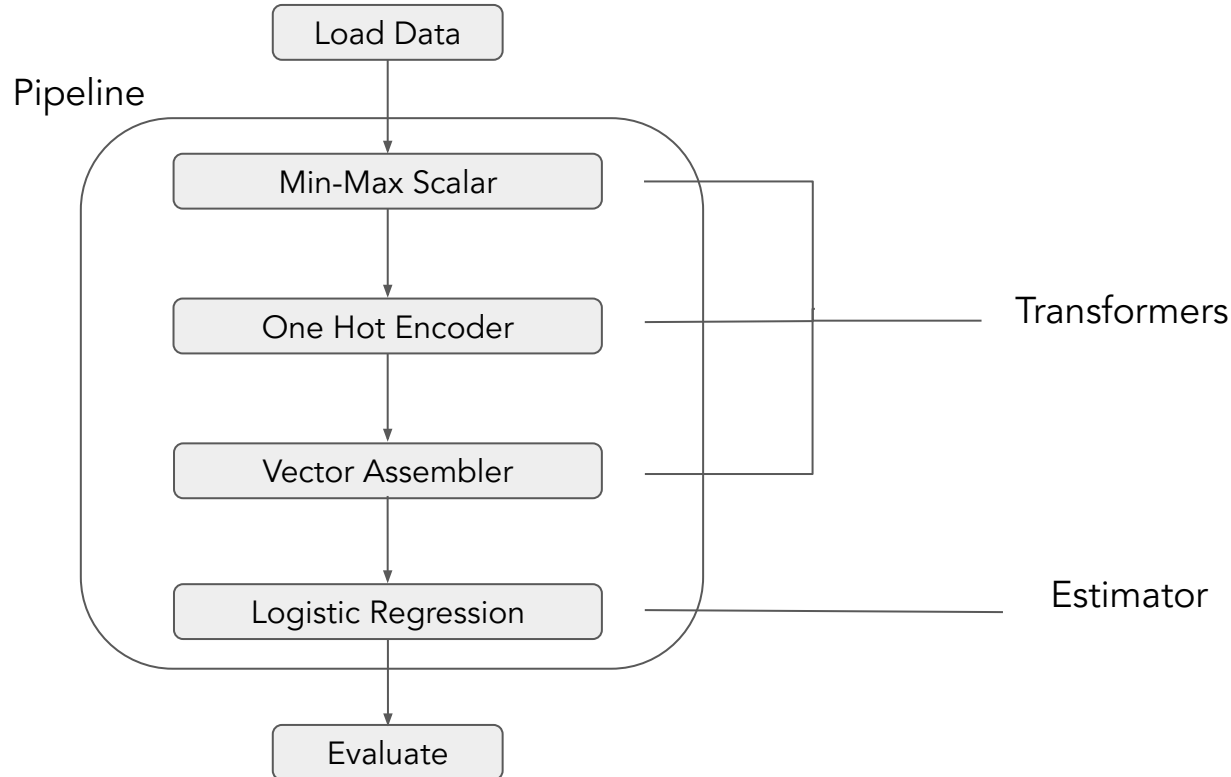 Load Data
Pipeline
Min-Max Scalar
One Hot Encoder
Transformers
Vector Assembler
Logistic Regression
Estimator
Evaluate